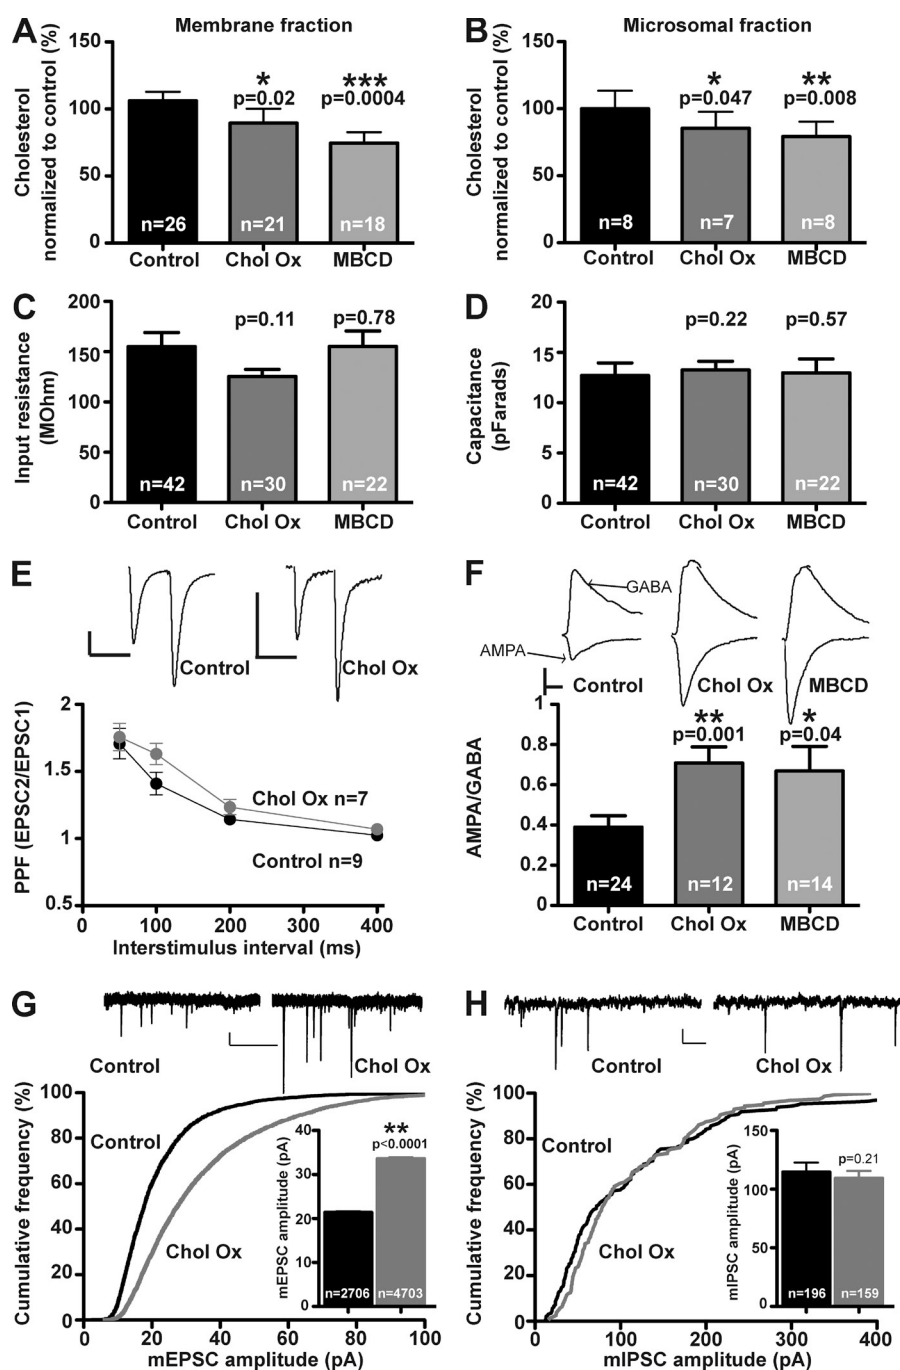 A
Membrane fraction
Cholesterol
normalized to control (%)
150
100
50
0
*
p=0.02
***
p=0.0004
n=26
n=21
n=18
Control
Chol Ox
MBCD
B
Microsomal fraction
Cholesterol
normalized to control (%)
150
100
50
0
*
p=0.047
**
p=0.008
n=8
n=7
n=8
Control
Chol Ox
MBCD
C
Input resistance
(MOhm)
200
150
100
50
0
p=0.11
p=0.78
n=42
n=30
n=22
Control
Chol Ox
MBCD
D
Capacitance
(pFarads)
20
15
10
5
0
p=0.22
p=0.57
n=42
n=30
n=22
Control
Chol Ox
MBCD
E
Control
Chol Ox
PPF (EPSC2/EPSC1)
2
1.5
1
0.5
Chol Ox n=7
Control n=9
0
100
200
300
400
Interstimulus interval (ms)
F
GABA
AMPA
Control
Chol Ox
MBCD
AMPA/GABA
1
0.8
0.6
0.4
0.2
0
**
p=0.001
*
p=0.04
n=24
n=12
n=14
Control
Chol Ox
MBCD
G
Control
Chol Ox
Cumulative frequency (%)
100
80
60
40
20
0
Control
Chol Ox
mEPSC amplitude (pA)
40
30
20
10
0
**
p<0.0001
n=2706
n=4703
0
20
40
60
80
100
mEPSC amplitude (pA)
H
Control
Chol Ox
Cumulative frequency (%)
100
80
60
40
20
0
Control
Chol Ox
mIPSC amplitude (pA)
150
100
50
0
p=0.21
n=196
n=159
0
100
200
300
400
mIPSC amplitude (pA)